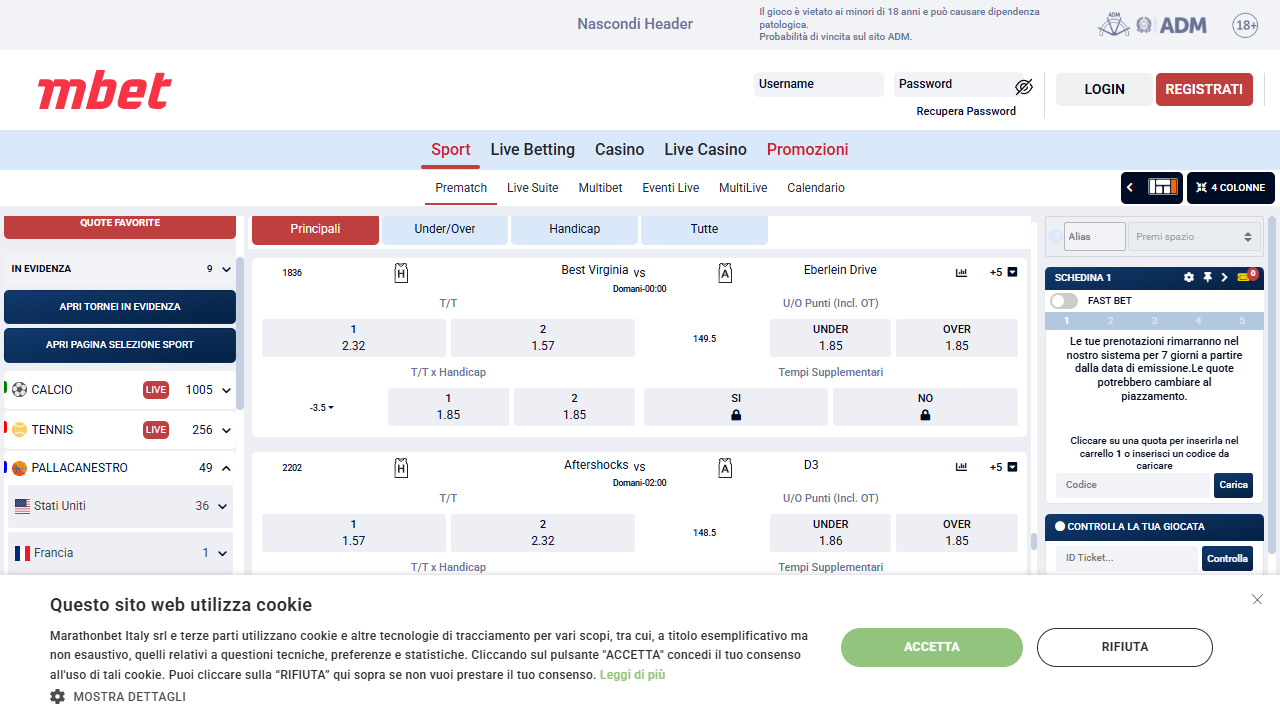 Nascondi Header
Il gioco è vietato ai minori di 18 anni e può causare dipendenza
patologica.
Probabilità di vincita sul sito ADM.
ADM
ADM
18+
mbet
Username
Password
Recupera Password
LOGIN
REGISTRATI
Sport
Live Betting
Casino
Live Casino
Promozioni
Prematch
Live Suite
Multibet
Eventi Live
MultiLive
Calendario
4 COLONNE
QUOTE FAVORITE
IN EVIDENZA 9
APRI TORNEI IN EVIDENZA
APRI PAGINA SELEZIONE SPORT
CALCIO LIVE 1005
TENNIS LIVE 256
PALLACANESTRO 49
Stati Uniti 36
Francia 1
Principali
Under/Over
Handicap
Tutte
1836 H Best Virginia vs A Eberlein Drive +5
Domani-00:00
T/T U/O Punti (Incl. OT)
1 2 UNDER OVER
2.32 1.57 149.5 1.85 1.85
T/T x Handicap Tempi Supplementari
1 2 SI NO
-3.5 1.85 1.85
2202 H Aftershocks vs A D3 +5
Domani-02:00
T/T U/O Punti (Incl. OT)
1 2 UNDER OVER
1.57 2.32 148.5 1.86 1.85
T/T x Handicap Tempi Supplementari
? Alias Premi spazio
SCHEDINA 1 0
FAST BET
1 2 3 4 5
Le tue prenotazioni rimarranno nel
nostro sistema per 7 giorni a partire
dalla data di emissione.Le quote
potrebbero cambiare al
piazzamento.
Cliccare su una quota per inserirla nel
carrello 1 o inserisci un codice da
caricare
Codice Carica
CONTROLLA LA TUA GIOCATA
ID Ticket... Controlla
Questo sito web utilizza cookie
Marathonbet Italy srl e terze parti utilizzano cookie e altre tecnologie di tracciamento per vari scopi, tra cui, a titolo esemplificativo ma
non esaustivo, quelli relativi a funzioni tecniche, preferenze e statistiche. Cliccando sul pulsante "ACCETTA" concedi il tuo consenso
all'uso di tali cookie. Puoi cliccare sulla “RIFIUTA” qui sopra se non vuoi prestare il tuo consenso. Leggi di più
MOSTRA DETTAGLI
ACCETTA
RIFIUTA